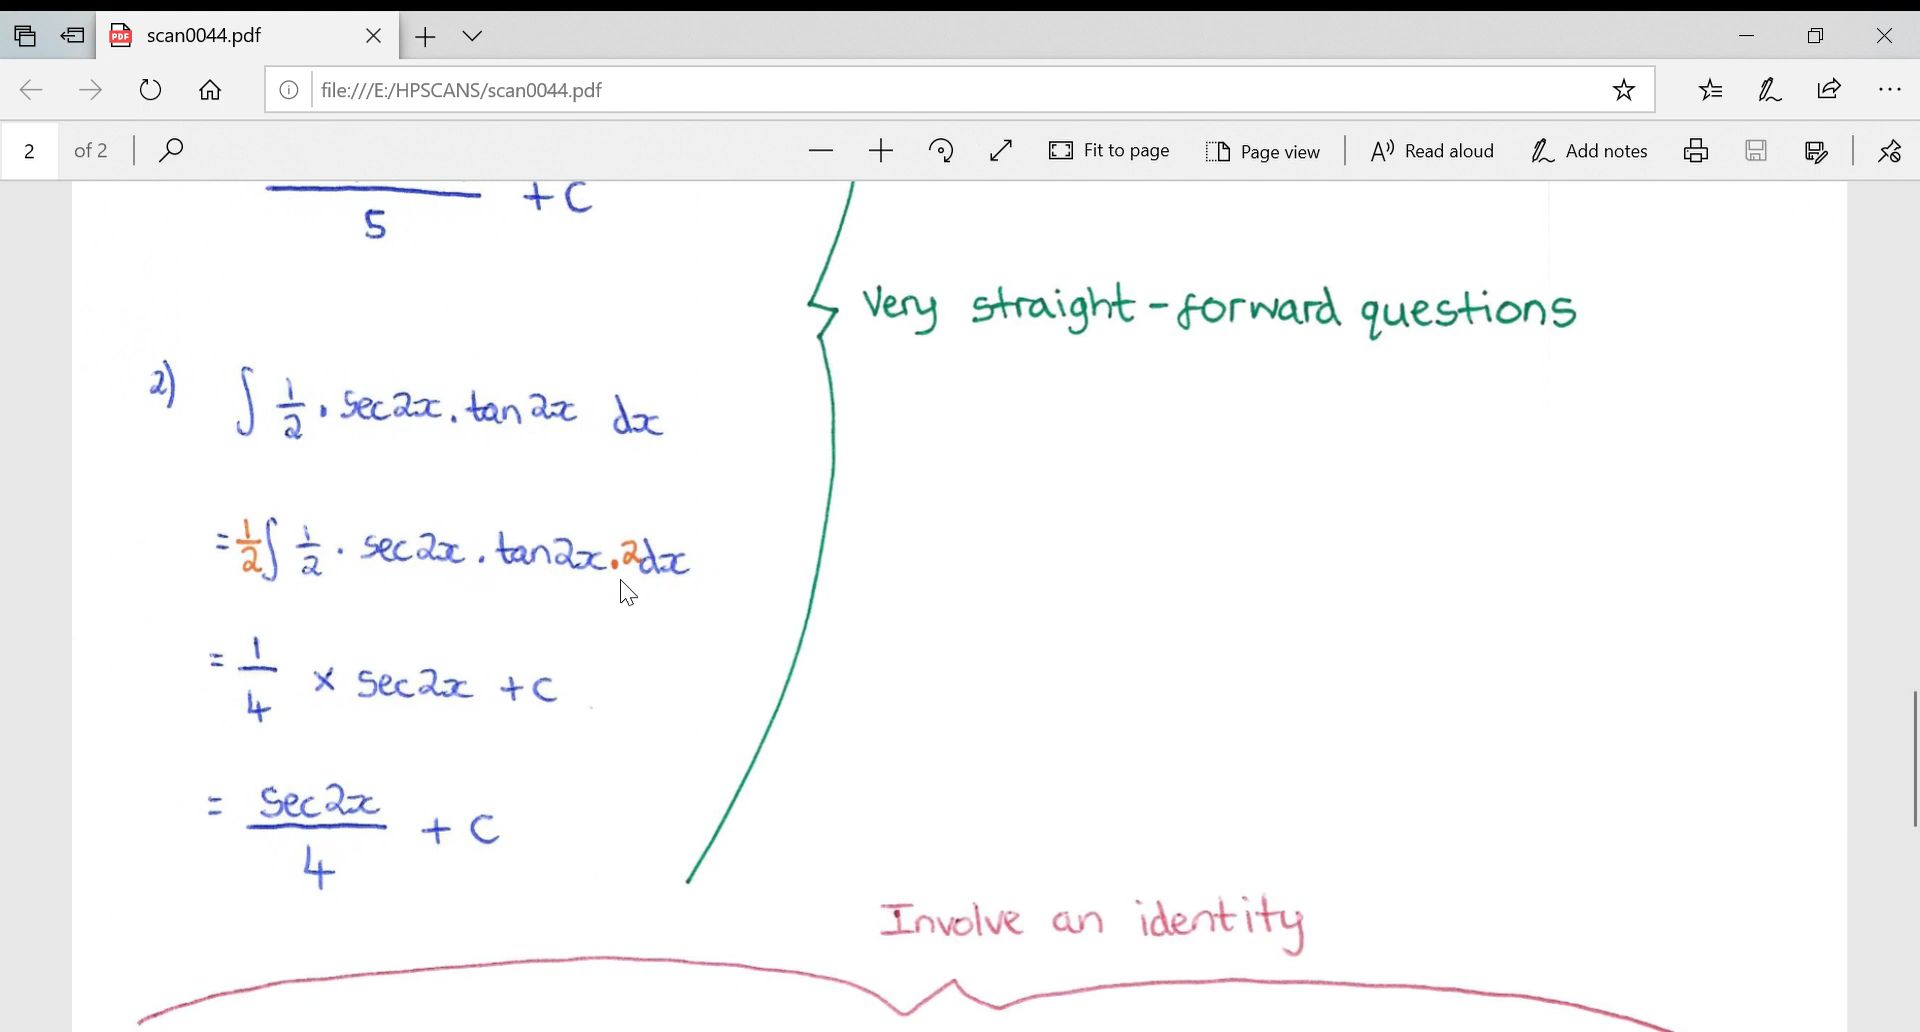 scan0044.pdf
file:///E:/HPSCANS/scan0044.pdf
2 of 2 Fit to page Page view Read aloud Add notes
5 + C
Very straight-forward questions
2) ∫ 1/2 . sec2x . tan2x dx
= 1/2 ∫ 1/2 . sec2x . tan2x . 2dx
= 1/4 × sec2x + C
= sec2x/4 + C
Involve an identity